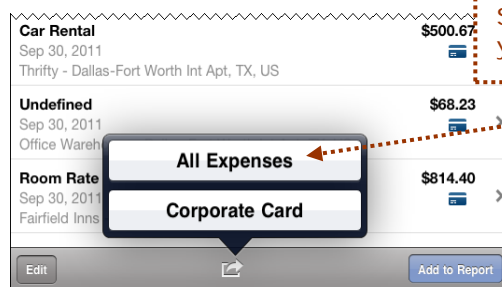 Car Rental $500.67
Sep 30, 2011
Thrifty - Dallas-Fort Worth Int Apt, TX, US
Undefined $68.23
Sep 30, 2011
Office
All Expenses
Room Rate $814.40
Sep 30, 2011
Fairfield Inns
Corporate Card
Edit
Add to Report